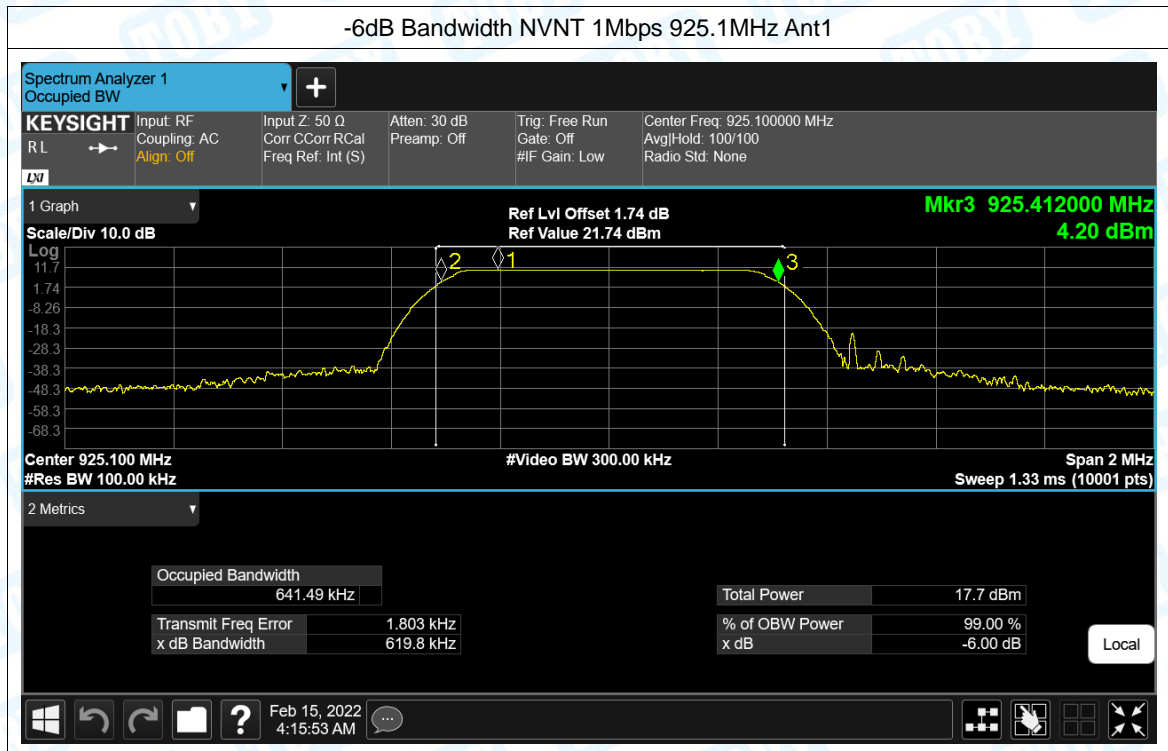 -6dB Bandwidth NVNT 1Mbps 925.1MHz Ant1
Spectrum Analyzer 1
Occupied BW
KEYSIGHT
RL
LXI
Input: RF
Coupling: AC
Align: Off
Input Z: 50 Ω
Corr CCorr RCal
Freq Ref: Int (S)
Atten: 30 dB
Preamp: Off
Trig: Free Run
Gate: Off
#IF Gain: Low
Center Freq: 925.100000 MHz
Avg|Hold: 100/100
Radio Std: None
1 Graph
Scale/Div 10.0 dB
Ref Lvl Offset 1.74 dB
Ref Value 21.74 dBm
Mkr3 925.412000 MHz
4.20 dBm
Log
11.7
1.74
-8.26
-18.3
-28.3
-38.3
-48.3
-58.3
-68.3
2
1
3
Center 925.100 MHz
#Res BW 100.00 kHz
#Video BW 300.00 kHz
Span 2 MHz
Sweep 1.33 ms (10001 pts)
2 Metrics
Occupied Bandwidth
641.49 kHz
Transmit Freq Error 1.803 kHz
x dB Bandwidth 619.8 kHz
Total Power 17.7 dBm
% of OBW Power 99.00 %
x dB -6.00 dB
Local
?
Feb 15, 2022
4:15:53 AM
TOBY